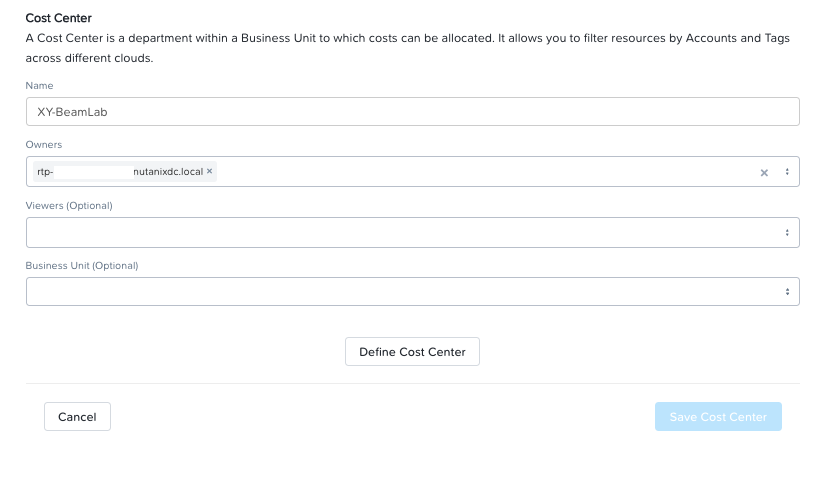 Cost Center
A Cost Center is a department within a Business Unit to which costs can be allocated. It allows you to filter resources by Accounts and Tags
across different clouds.
Name
XY-BeamLab
Owners
rtp- nutanixdc.local ×
Viewers (Optional)
Business Unit (Optional)
Define Cost Center
Cancel
Save Cost Center